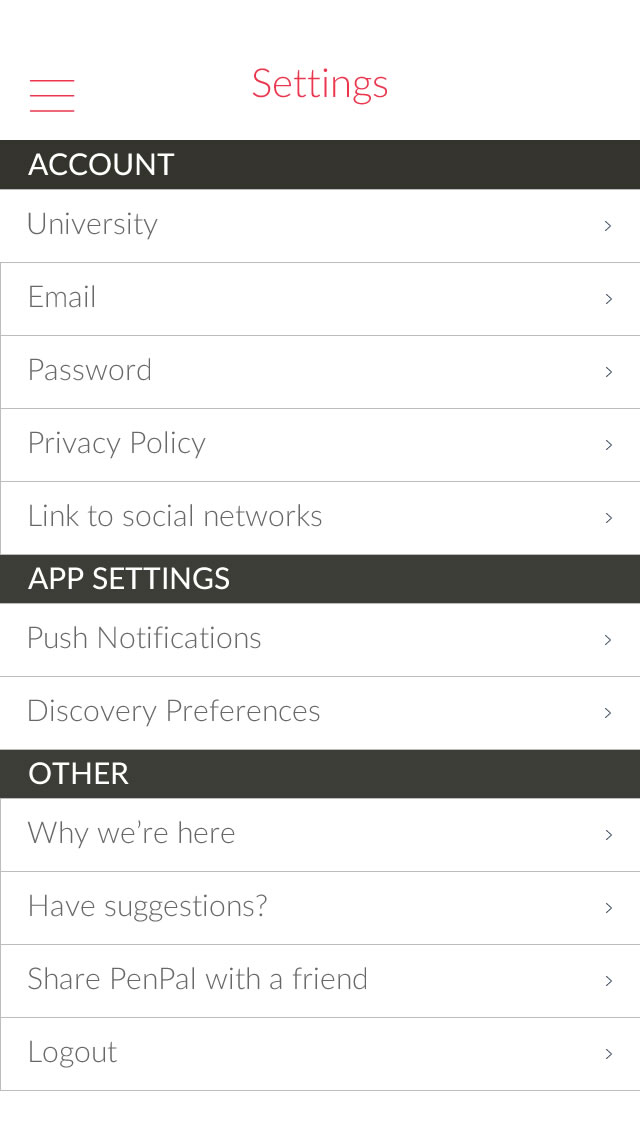 Settings
ACCOUNT
University
Email
Password
Privacy Policy
Link to social networks
APP SETTINGS
Push Notifications
Discovery Preferences
OTHER
Why we’re here
Have suggestions?
Share PenPal with a friend
Logout